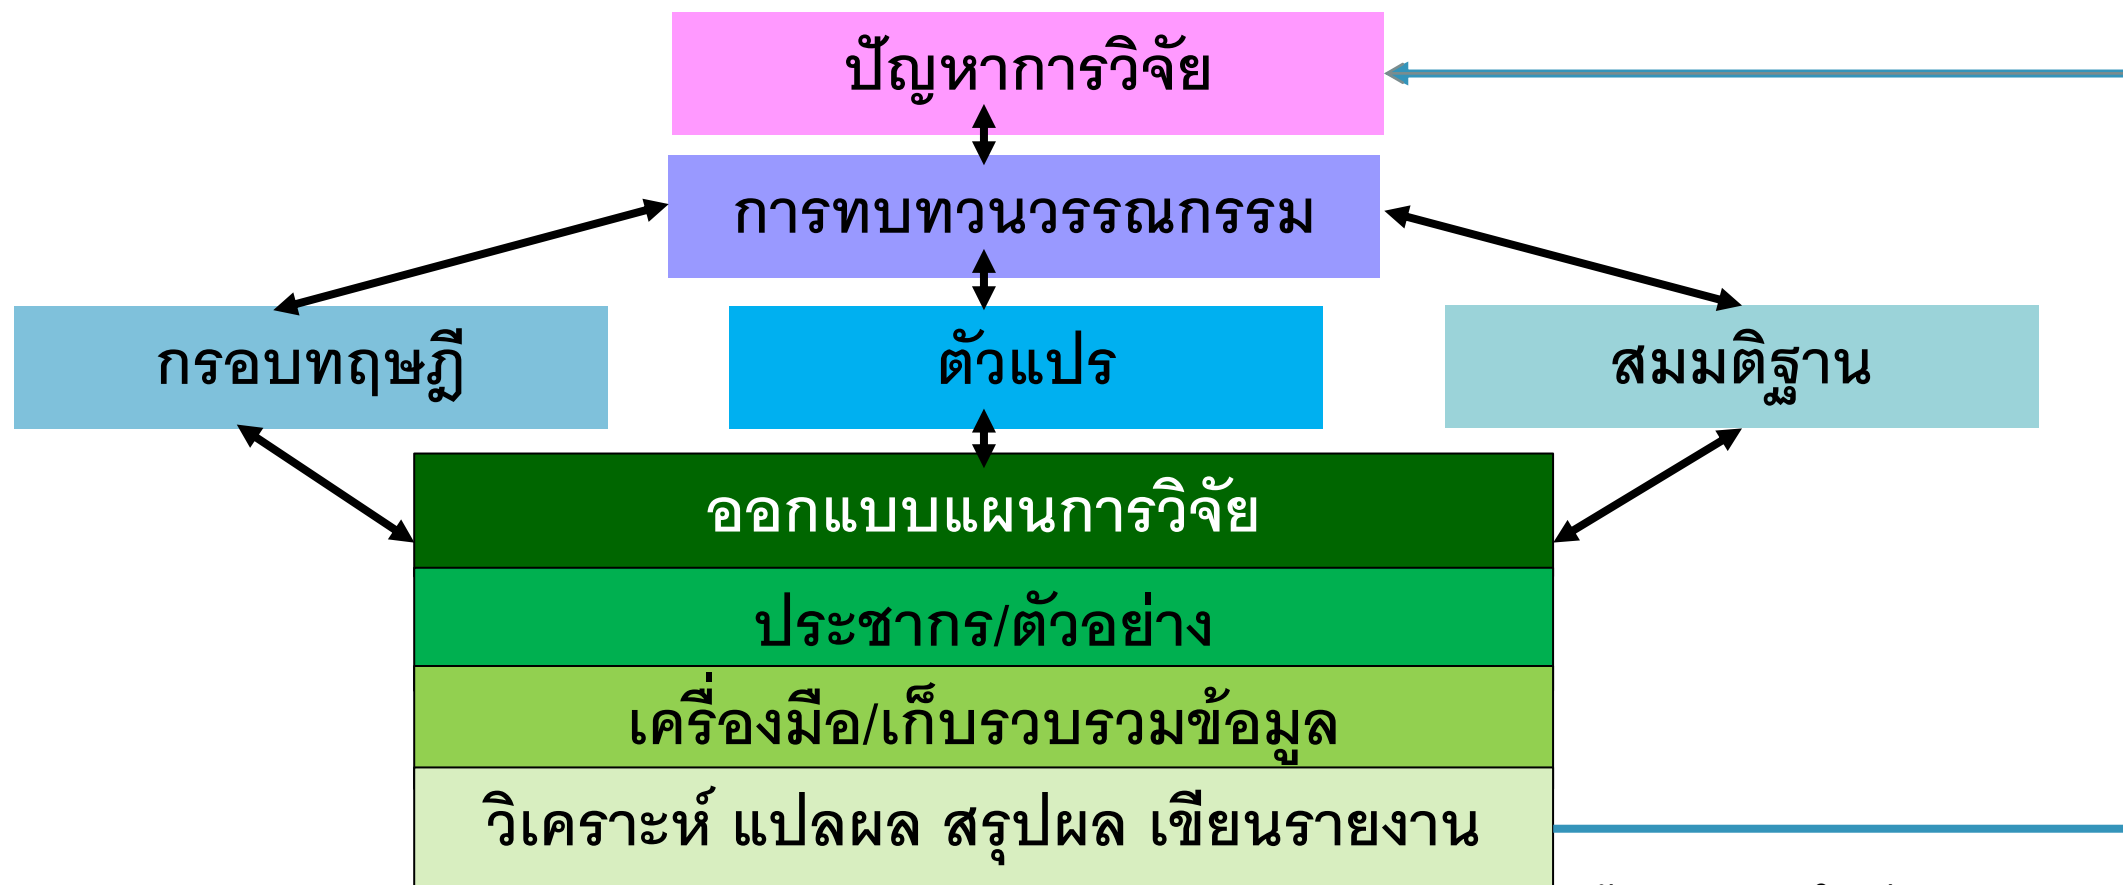 ปัญหาการวิจัย
การทบทวนวรรณกรรม
กรอบทฤษฎี
ตัวแปร
สมมติฐาน
ออกแบบแผนการวิจัย
ประชากร/ตัวอย่าง
เครื่องมือ/เก็บรวบรวมข้อมูล
วิเคราะห์ แปลผล สรุปผล เขียนรายงาน